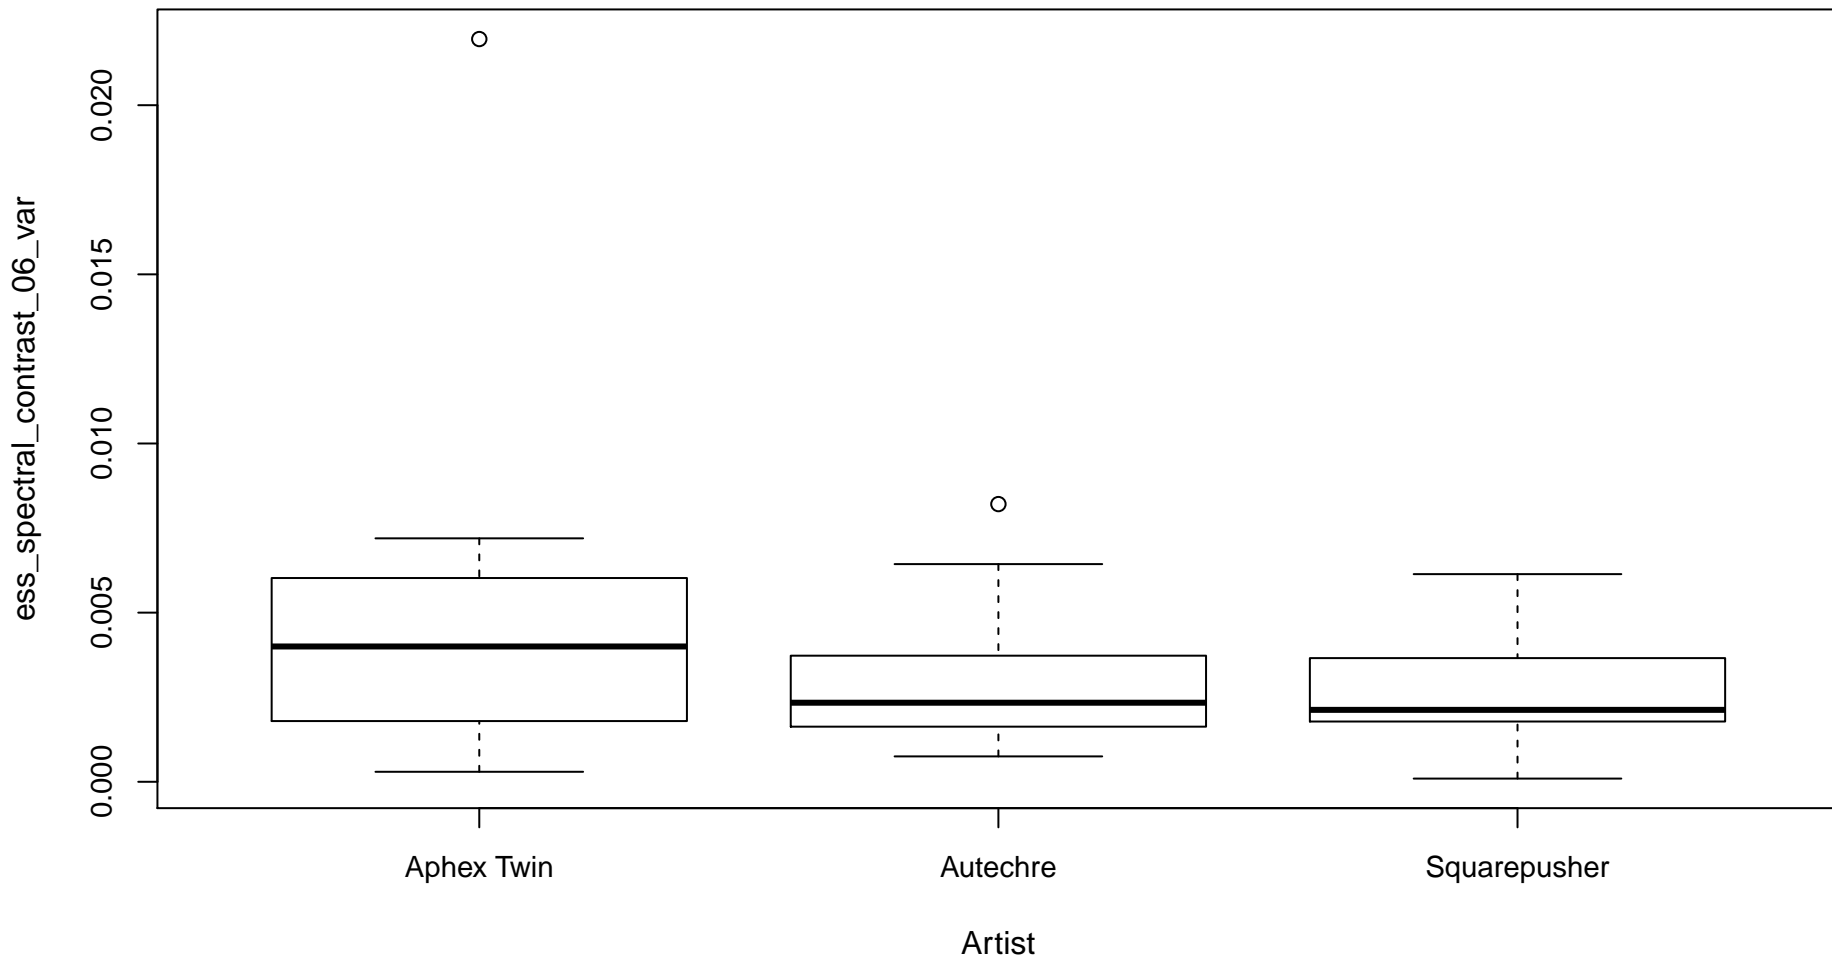 ess_spectral_contrast_06_var
0.020
0.015
0.010
0.005
0.000
Aphex Twin
Autechre
Squarepusher
Artist